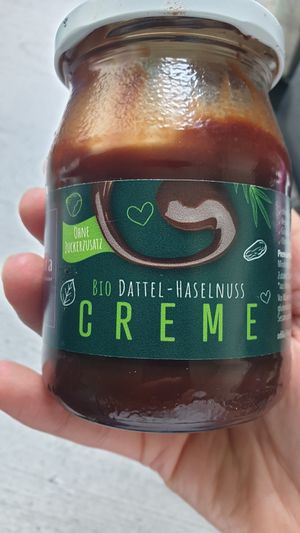 OHNE
ZUCKERZUSATZ
BIO DATTEL-HASELNUSS
CREME